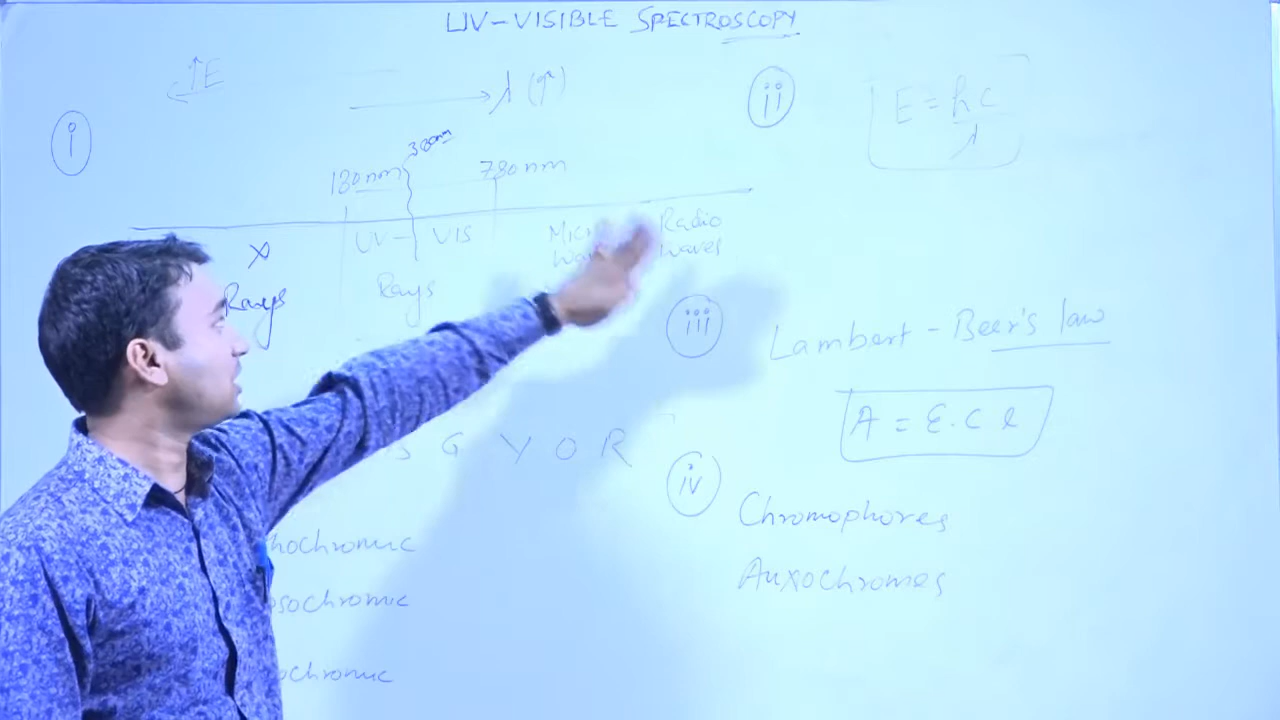 UV-VISIBLE SPECTROSCOPY
↑E
λ (↑)
i
180nm 380nm 780nm
X UV- VIS Radio
Rays Rays waves
G Y O R
ii
E = hc
λ
iii
Lambert - Beer's law
A = ε. c l
iv
Chromophores
Auxochromes